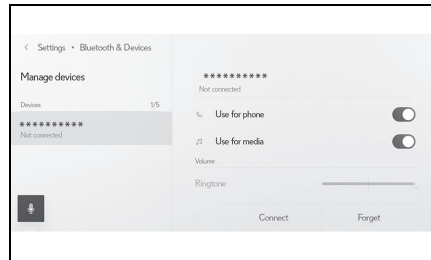 < Settings • Bluetooth & Devices
Manage devices
Devices 1/5
**********
Not connected
**********
Not connected
Use for phone
Use for media
Volume
Ringtone
Connect Forget